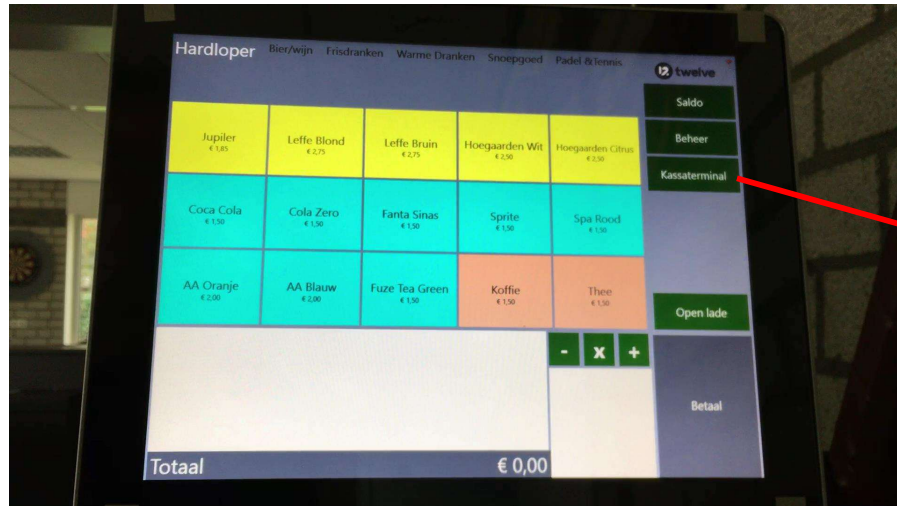 Hardloper Bier/wijn Frisdranken Warme Dranken Snoepgoed Padel &Tennis
12 twelve
Saldo
Jupiler Leffe Blond Leffe Bruin Hoegaarden Wit Hoegaarden Citrus
€ 1,85 € 2,75 € 2,75 € 2,50 € 2,50
Beheer
Kassaterminal
Coca Cola Cola Zero Fanta Sinas Sprite Spa Rood
€ 1,50 € 1,50 € 1,50 € 1,50 € 1,50
AA Oranje AA Blauw Fuze Tea Green Koffie Thee
€ 2,00 € 2,00 € 1,50 € 1,50 € 1,50
Open lade
- x +
Betaal
Totaal € 0,00